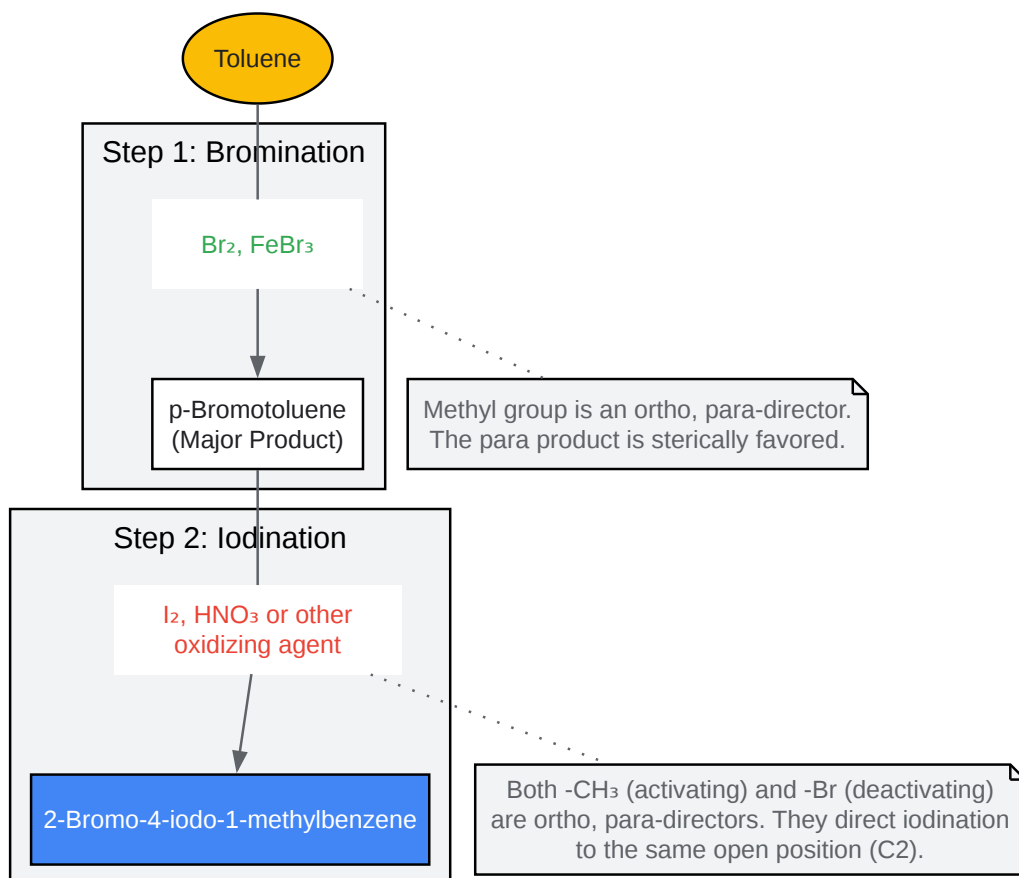 Toluene
Step 1: Bromination
Br₂, FeBr₃
p-Bromotoluene
(Major Product)
Methyl group is an ortho, para-director.
The para product is sterically favored.
Step 2: Iodination
I₂, HNO₃ or other
oxidizing agent
2-Bromo-4-iodo-1-methylbenzene
Both -CH₃ (activating) and -Br (deactivating)
are ortho, para-directors. They direct iodination
to the same open position (C2).